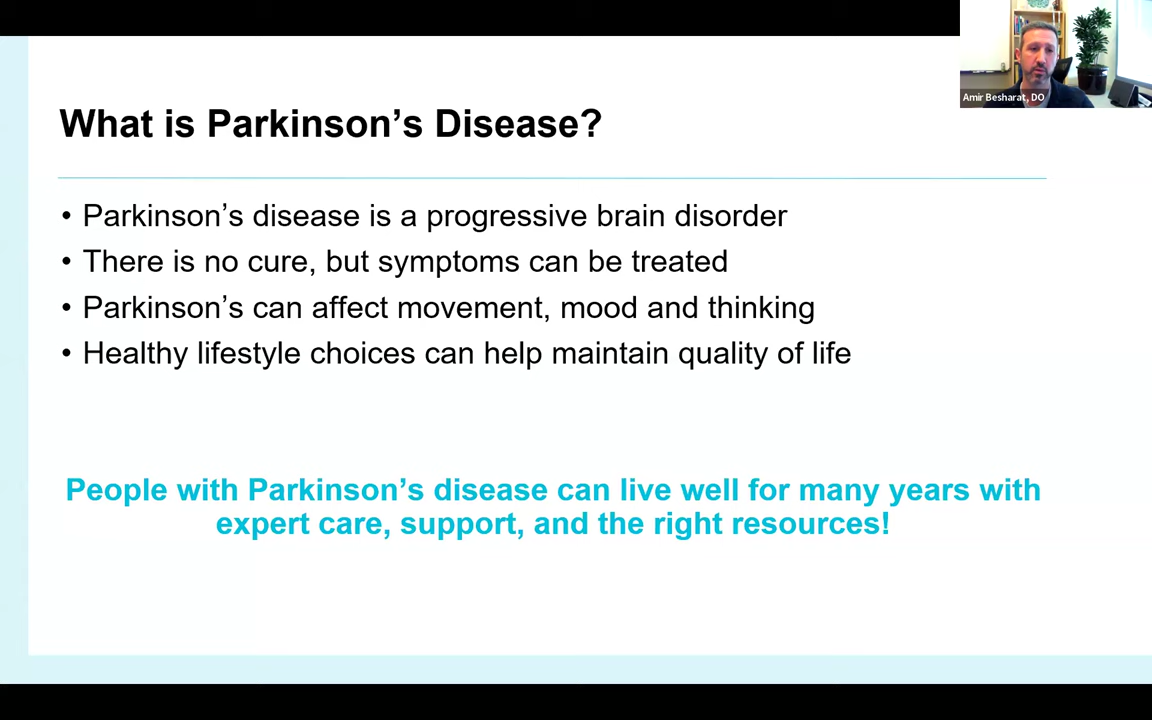 Amir Besharat, DO
What is Parkinson’s Disease?
• Parkinson’s disease is a progressive brain disorder
• There is no cure, but symptoms can be treated
• Parkinson’s can affect movement, mood and thinking
• Healthy lifestyle choices can help maintain quality of life
People with Parkinson’s disease can live well for many years with
expert care, support, and the right resources!